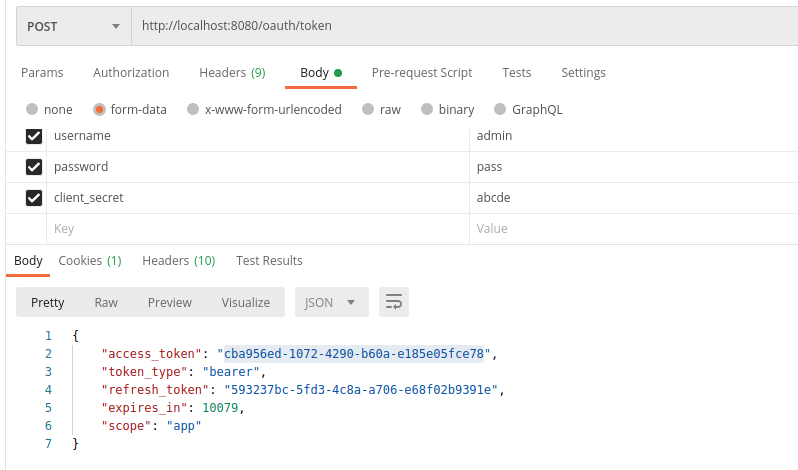 POST http://localhost:8080/oauth/token
Params Authorization Headers (9) Body Pre-request Script Tests Settings
none form-data x-www-form-urlencoded raw binary GraphQL
username admin
password pass
client_secret abcde
Key Value
Body Cookies (1) Headers (10) Test Results
Pretty Raw Preview Visualize JSON
1 {
2 "access_token": "cba956ed-1072-4290-b60a-e185e05fce78",
3 "token_type": "bearer",
4 "refresh_token": "593237bc-5fd3-4c8a-a706-e68f02b9391e",
5 "expires_in": 10079,
6 "scope": "app"
7 }